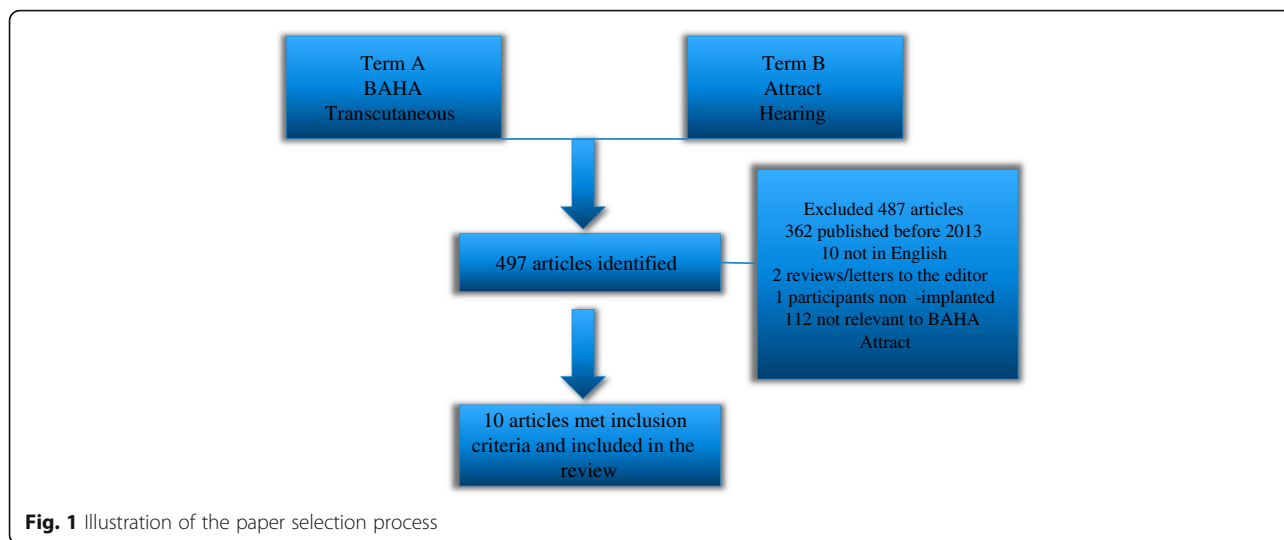 Term A
BAHA
Transcutaneous
Term B
Attract
Hearing
497 articles identified
Excluded 487 articles
362 published before 2013
10 not in English
2 reviews/letters to the editor
1 participants non -implanted
112 not relevant to BAHA
Attract
10 articles met inclusion
criteria and included in the
review
Fig. 1 Illustration of the paper selection process